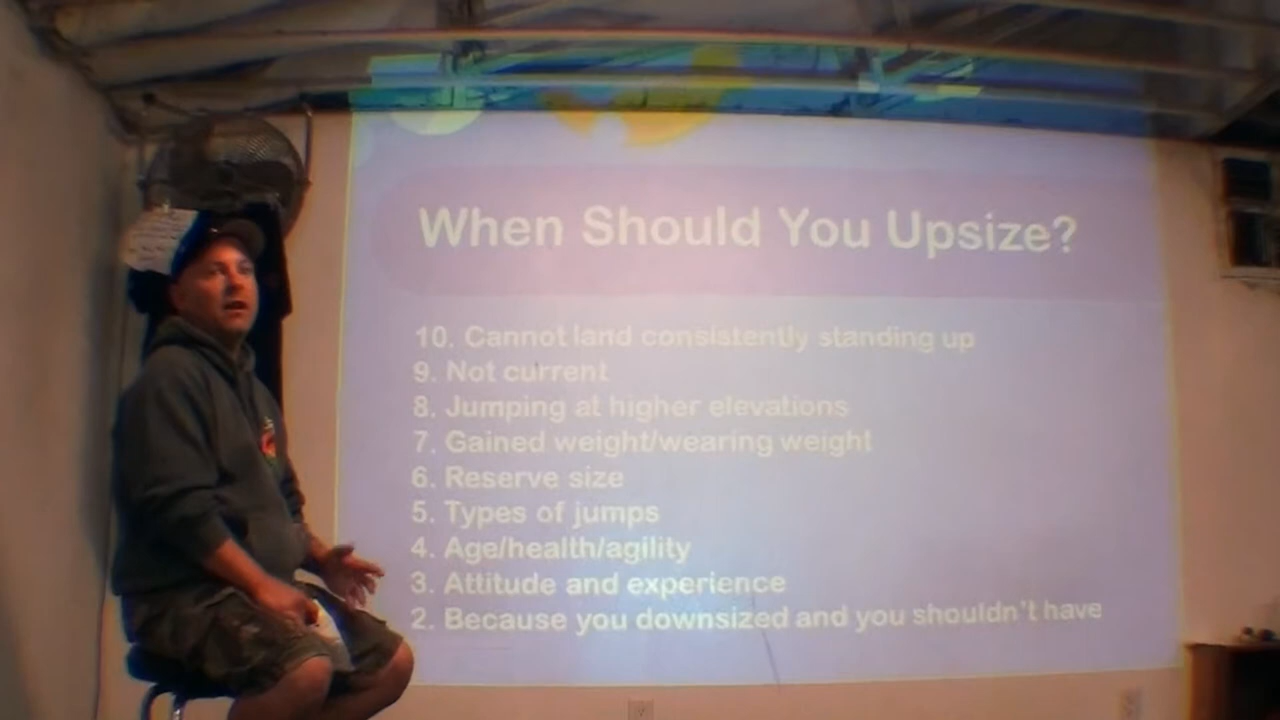 When Should You Upsize?
10. Cannot land consistently standing up
9. Not current
8. Jumping at higher elevations
7. Gained weight/wearing weight
6. Reserve size
5. Types of jumps
4. Age/health/agility
3. Attitude and experience
2. Because you downsized and you shouldn't have